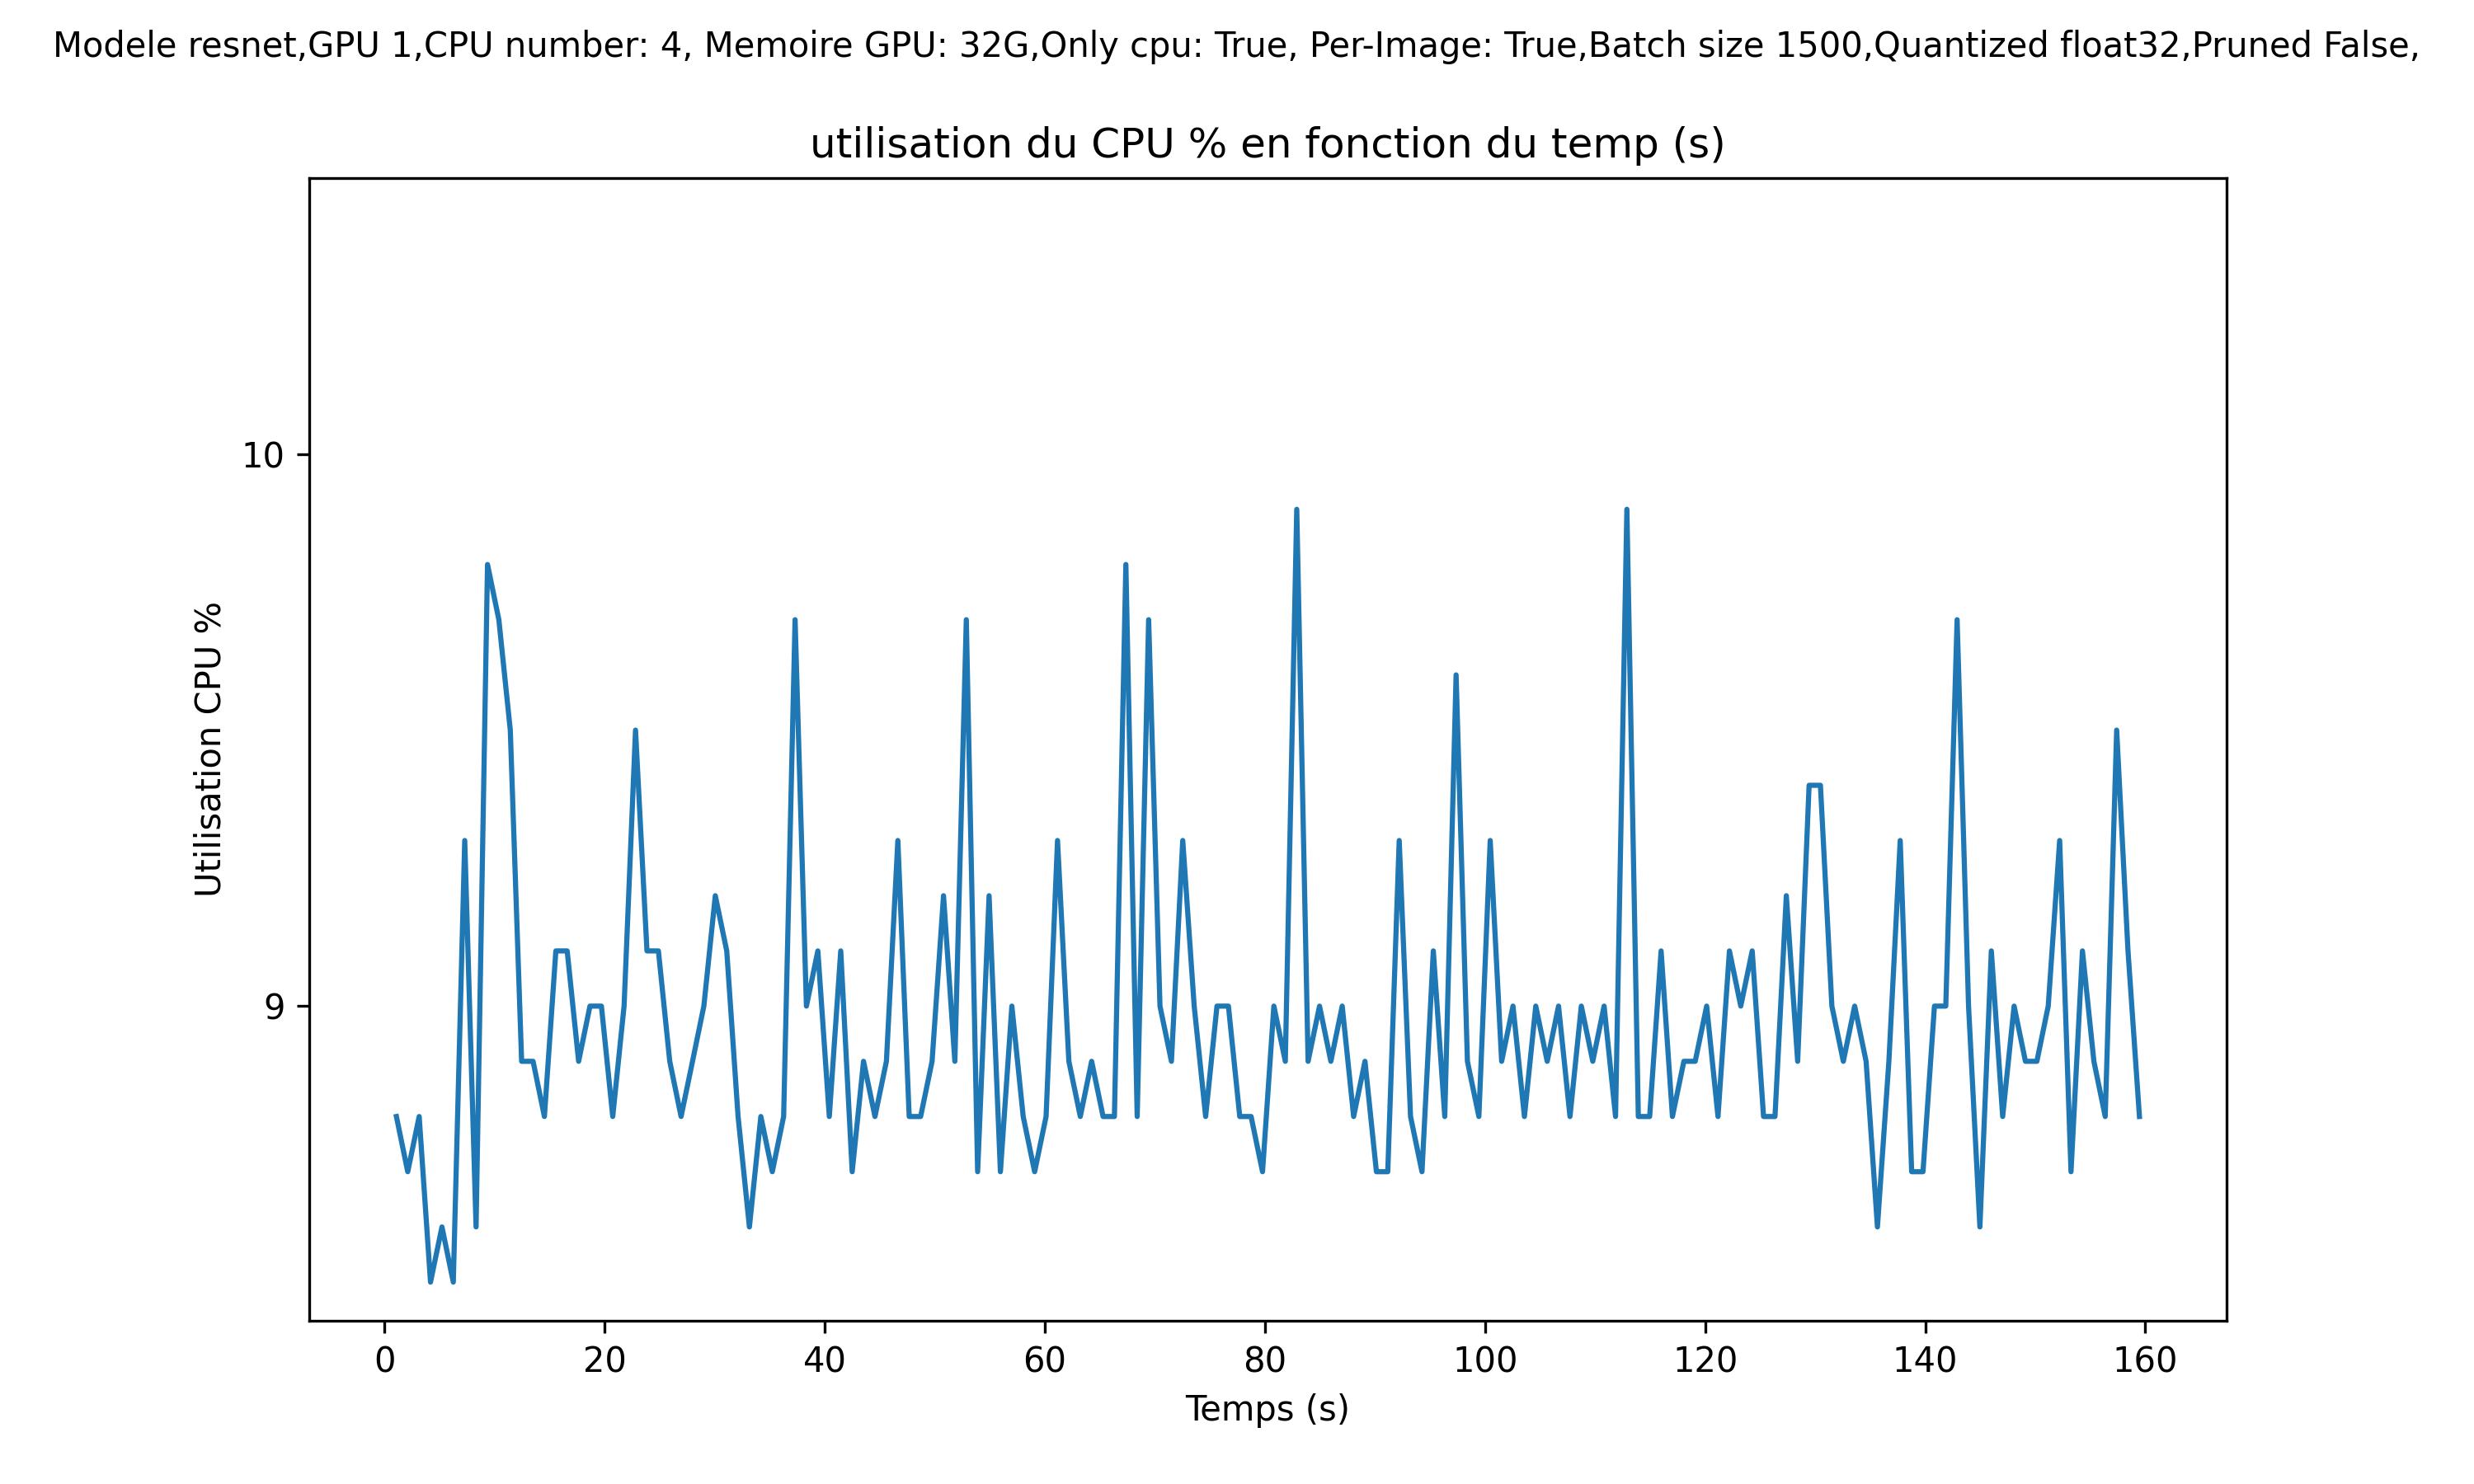 Modele resnet,GPU 1,CPU number: 4, Memoire GPU: 32G,Only cpu: True, Per-Image: True,Batch size 1500,Quantized float32,Pruned False,
utilisation du CPU % en fonction du temp (s)
10
9
Utilisation CPU %
0 20 40 60 80 100 120 140 160
Temps (s)